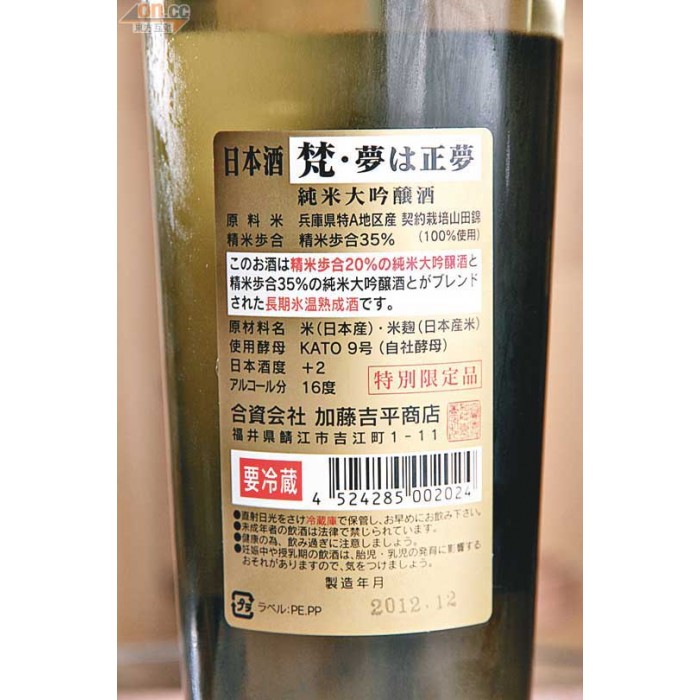 on.cc
東方互動
日本酒 梵・夢は正夢
純米大吟醸酒
原料米 兵庫県特A地区産 契約栽培山田錦
精米歩合 精米歩合35% (100%使用)
このお酒は精米歩合20%の純米大吟醸酒と
精米歩合35%の純米大吟醸酒とがブレンド
された長期氷温熟成酒です。
原材料名 米(日本産)・米麹(日本産米)
使用酵母 KATO 9号(自社酵母)
日本酒度 +2
アルコール分 16度
特別限定品
合資会社 加藤吉平商店
福井県鯖江市吉江町1-11
要冷蔵
4 524285 002024
●直射日光をさけ冷蔵庫で保管し、お早めにお飲み下さい。
●未成年者の飲酒は法律で禁じられています。
●健康の為、飲み過ぎに注意しましょう。
●妊娠中や授乳期の飲酒は、胎児・乳児の発育に影響する
おそれがありますので、気をつけましょう。
製造年月
2012.12
プラ ラベル:PE,PP